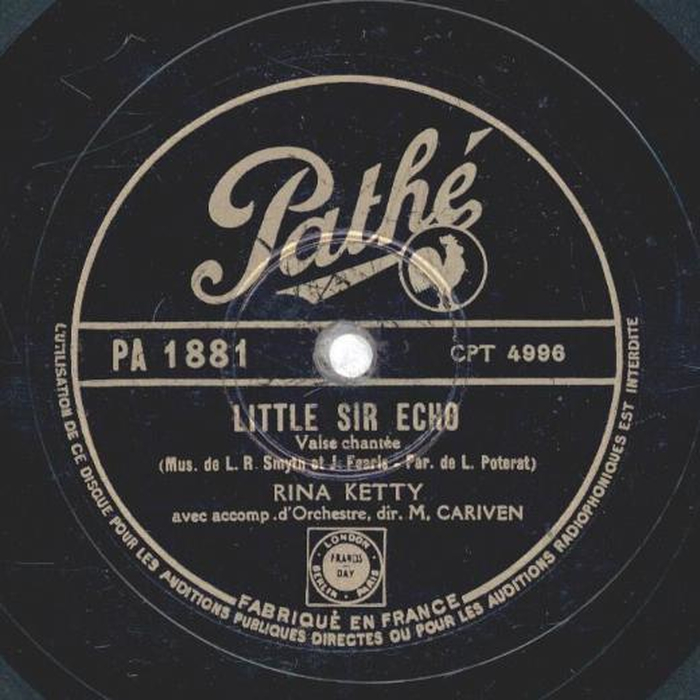 Pathé
PA 1881
CPT 4996
LITTLE SIR ECHO
Valse chantée
(Mus. de L. R. Smyth et J. Fearis - Par. de L. Poterat)
RINA KETTY
avec accomp. d'Orchestre, dir. M. CARIVEN
LONDON
FRANCIS
DAY
BERLIN - PARIS
FABRIQUÉ EN FRANCE
L'UTILISATION DE CE DISQUE POUR LES AUDITIONS PUBLIQUES DIRECTES OU POUR LES AUDITIONS RADIOPHONIQUES EST INTERDITE